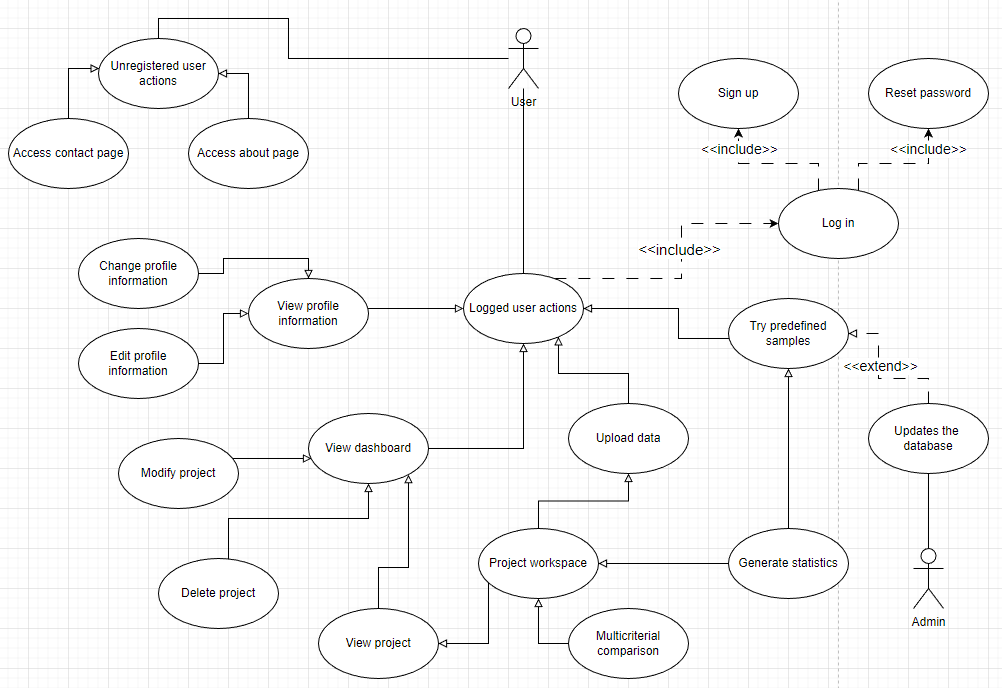 Unregistered user
actions
User
Sign up
Reset password
Access contact page
Access about page
<<include>>
<<include>>
Log in
<<include>>
Change profile
information
View profile
information
Logged user actions
Try predefined
samples
Edit profile
information
<<extend>>
Modify project
View dashboard
Upload data
Updates the
database
Delete project
Project workspace
Generate statistics
View project
Multicriterial
comparison
Admin